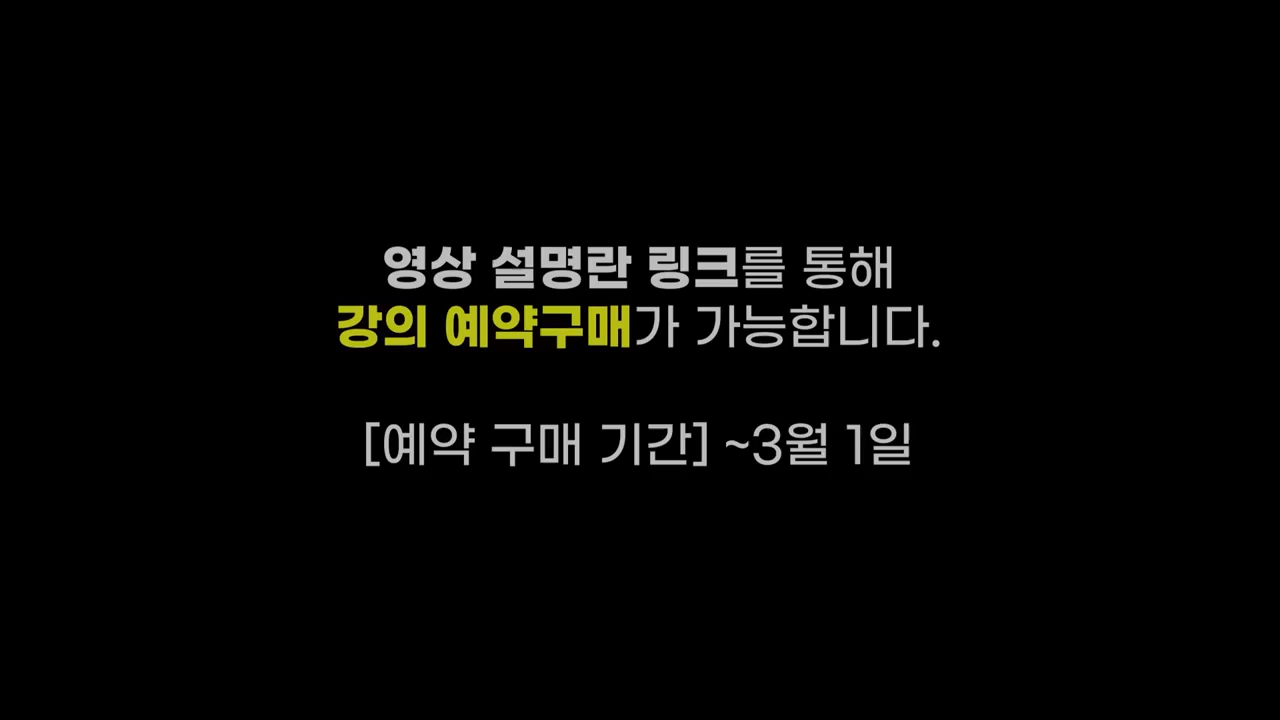 영상 설명란 링크를 통해
강의 예약구매가 가능합니다.
[예약 구매 기간] ~3월 1일